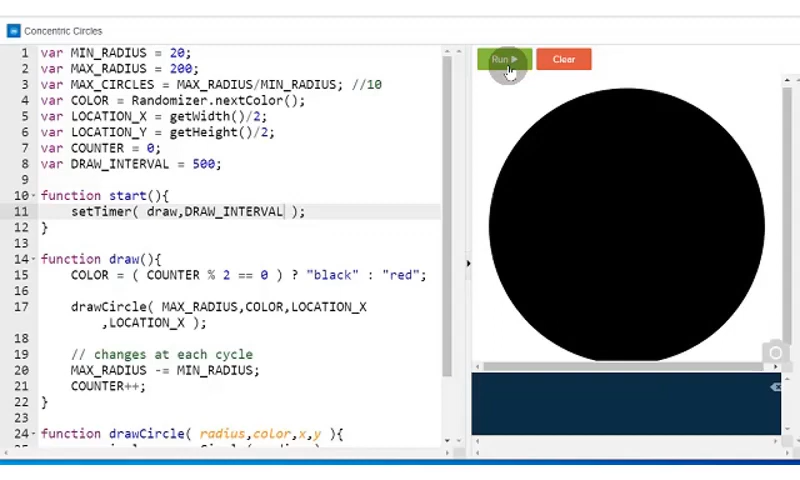 Concentric Circles
1 var MIN_RADIUS = 20;
2 var MAX_RADIUS = 200;
3 var MAX_CIRCLES = MAX_RADIUS/MIN_RADIUS; //10
4 var COLOR = Randomizer.nextColor();
5 var LOCATION_X = getWidth()/2;
6 var LOCATION_Y = getHeight()/2;
7 var COUNTER = 0;
8 var DRAW_INTERVAL = 500;
9
10 function start(){
11 setTimer( draw,DRAW_INTERVAL );
12 }
13
14 function draw(){
15 COLOR = ( COUNTER % 2 == 0 ) ? "black" : "red";
16
17 drawCircle( MAX_RADIUS,COLOR,LOCATION_X
,LOCATION_X );
18
19 // changes at each cycle
20 MAX_RADIUS -= MIN_RADIUS;
21 COUNTER++;
22 }
23
24 function drawCircle( radius,color,x,y ){
Run
Clear